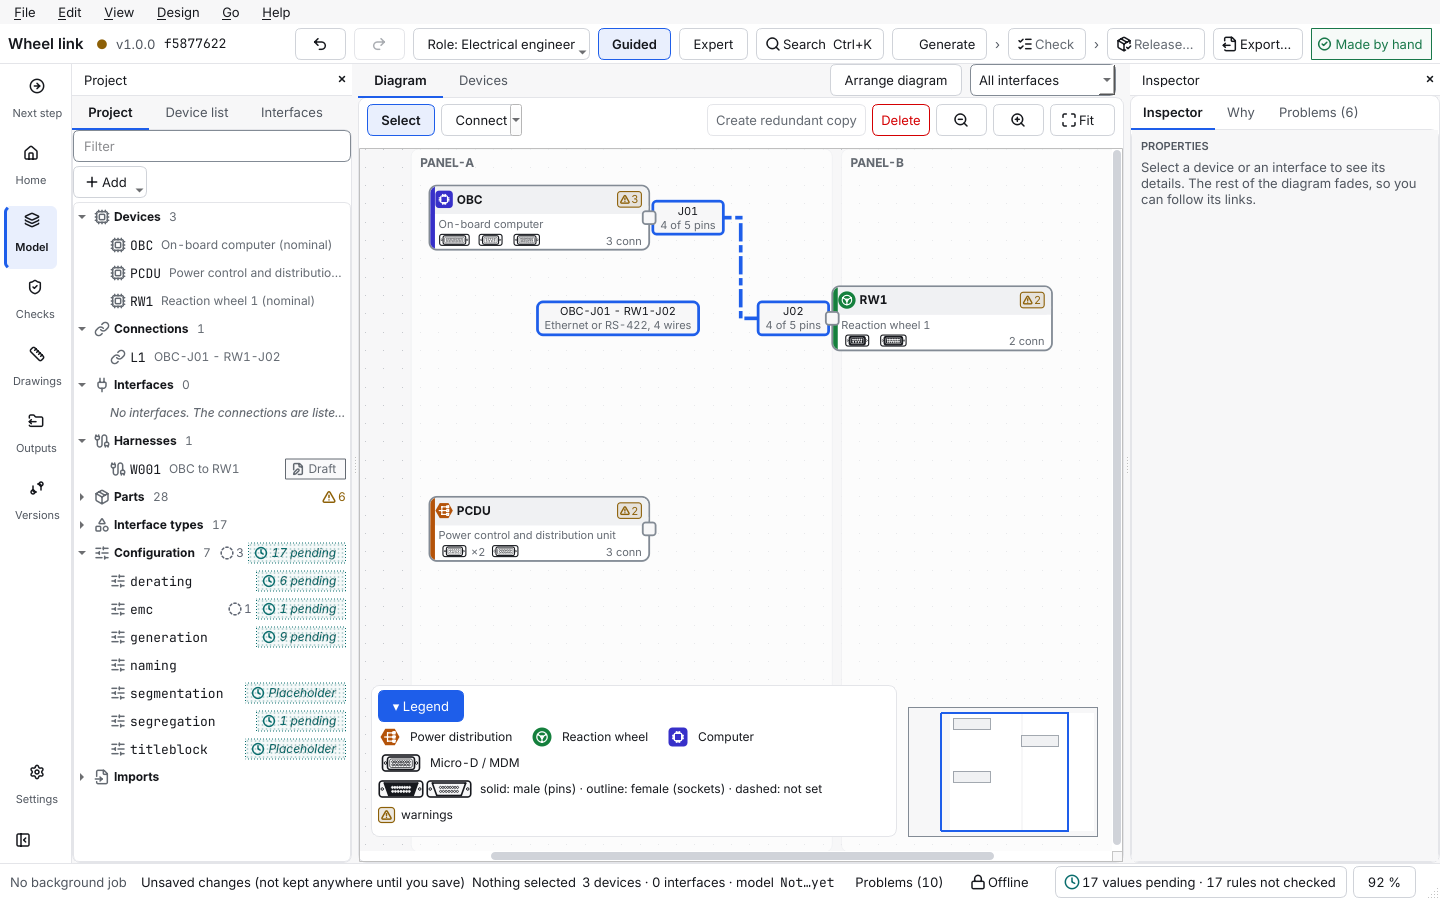 File Edit View Design Go Help
Wheel link v1.0.0 f5877622 Role: Electrical engineer Guided Expert Search Ctrl+K Generate › Check › Release... Export... Made by hand
Next step
Home
Model
Checks
Drawings
Outputs
Versions
Settings
Project ×
Project Device list Interfaces
Filter
+ Add
Devices 3
OBC On-board computer (nominal)
PCDU Power control and distributio...
RW1 Reaction wheel 1 (nominal)
Connections 1
L1 OBC-J01 - RW1-J02
Interfaces 0
No interfaces. The connections are liste...
Harnesses 1
W001 OBC to RW1 Draft
Parts 28 6
Interface types 17
Configuration 7 3 17 pending
derating 6 pending
emc 1 1 pending
generation 9 pending
naming
segmentation Placeholder
segregation 1 pending
titleblock Placeholder
Imports
Diagram Devices Arrange diagram All interfaces
Select Connect Create redundant copy Delete Fit
PANEL-A PANEL-B
OBC 3
On-board computer
3 conn
J01
4 of 5 pins
OBC-J01 - RW1-J02
Ethernet or RS-422, 4 wires
J02
4 of 5 pins
RW1 2
Reaction wheel 1
2 conn
PCDU 2
Power control and distribution unit
×2 3 conn
▾ Legend
Power distribution Reaction wheel Computer
Micro-D / MDM
solid: male (pins) · outline: female (sockets) · dashed: not set
warnings
Inspector ×
Inspector Why Problems (6)
PROPERTIES
Select a device or an interface to see its
details. The rest of the diagram fades, so you
can follow its links.
No background job Unsaved changes (not kept anywhere until you save) Nothing selected 3 devices · 0 interfaces · model Not…yet Problems (10) Offline 17 values pending · 17 rules not checked 92 %